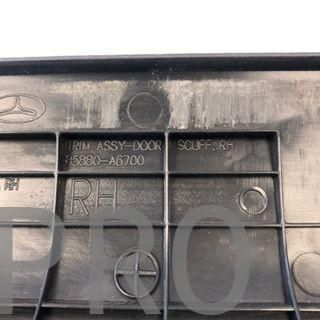 TRIM ASSY-DOOR SCUFF, RH
85880-A6700
, RH
RH
PRO